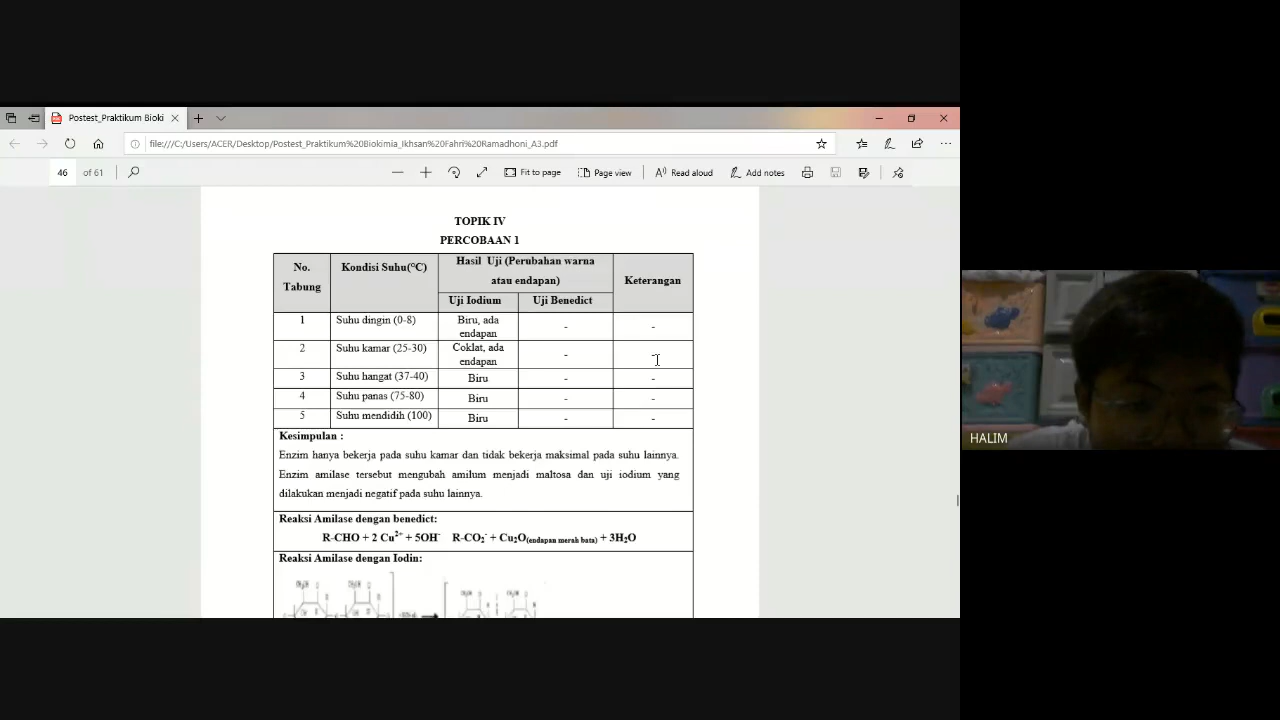 Postest_Praktikum Bioki
file:///C:/Users/ACER/Desktop/Postest_Praktikum%20Biokimia_Ikhsan%20Fahri%20Ramadhoni_A3.pdf
46 of 61
Fit to page
Page view
Read aloud
Add notes
TOPIK IV
PERCOBAAN 1
No. Tabung
Kondisi Suhu(°C)
Hasil Uji (Perubahan warna
atau endapan)
Keterangan
Uji Iodium
Uji Benedict
1 Suhu dingin (0-8) Biru, ada endapan - -
2 Suhu kamar (25-30) Coklat, ada endapan - -
3 Suhu hangat (37-40) Biru - -
4 Suhu panas (75-80) Biru - -
5 Suhu mendidih (100) Biru - -
Kesimpulan :
Enzim hanya bekerja pada suhu kamar dan tidak bekerja maksimal pada suhu lainnya.
Enzim amilase tersebut mengubah amilum menjadi maltosa dan uji iodium yang
dilakukan menjadi negatif pada suhu lainnya.
Reaksi Amilase dengan benedict:
R-CHO + 2 Cu²⁺ + 5OH⁻ R-CO₂⁻ + Cu₂O(endapan merah bata) + 3H₂O
Reaksi Amilase dengan Iodin:
HALIM